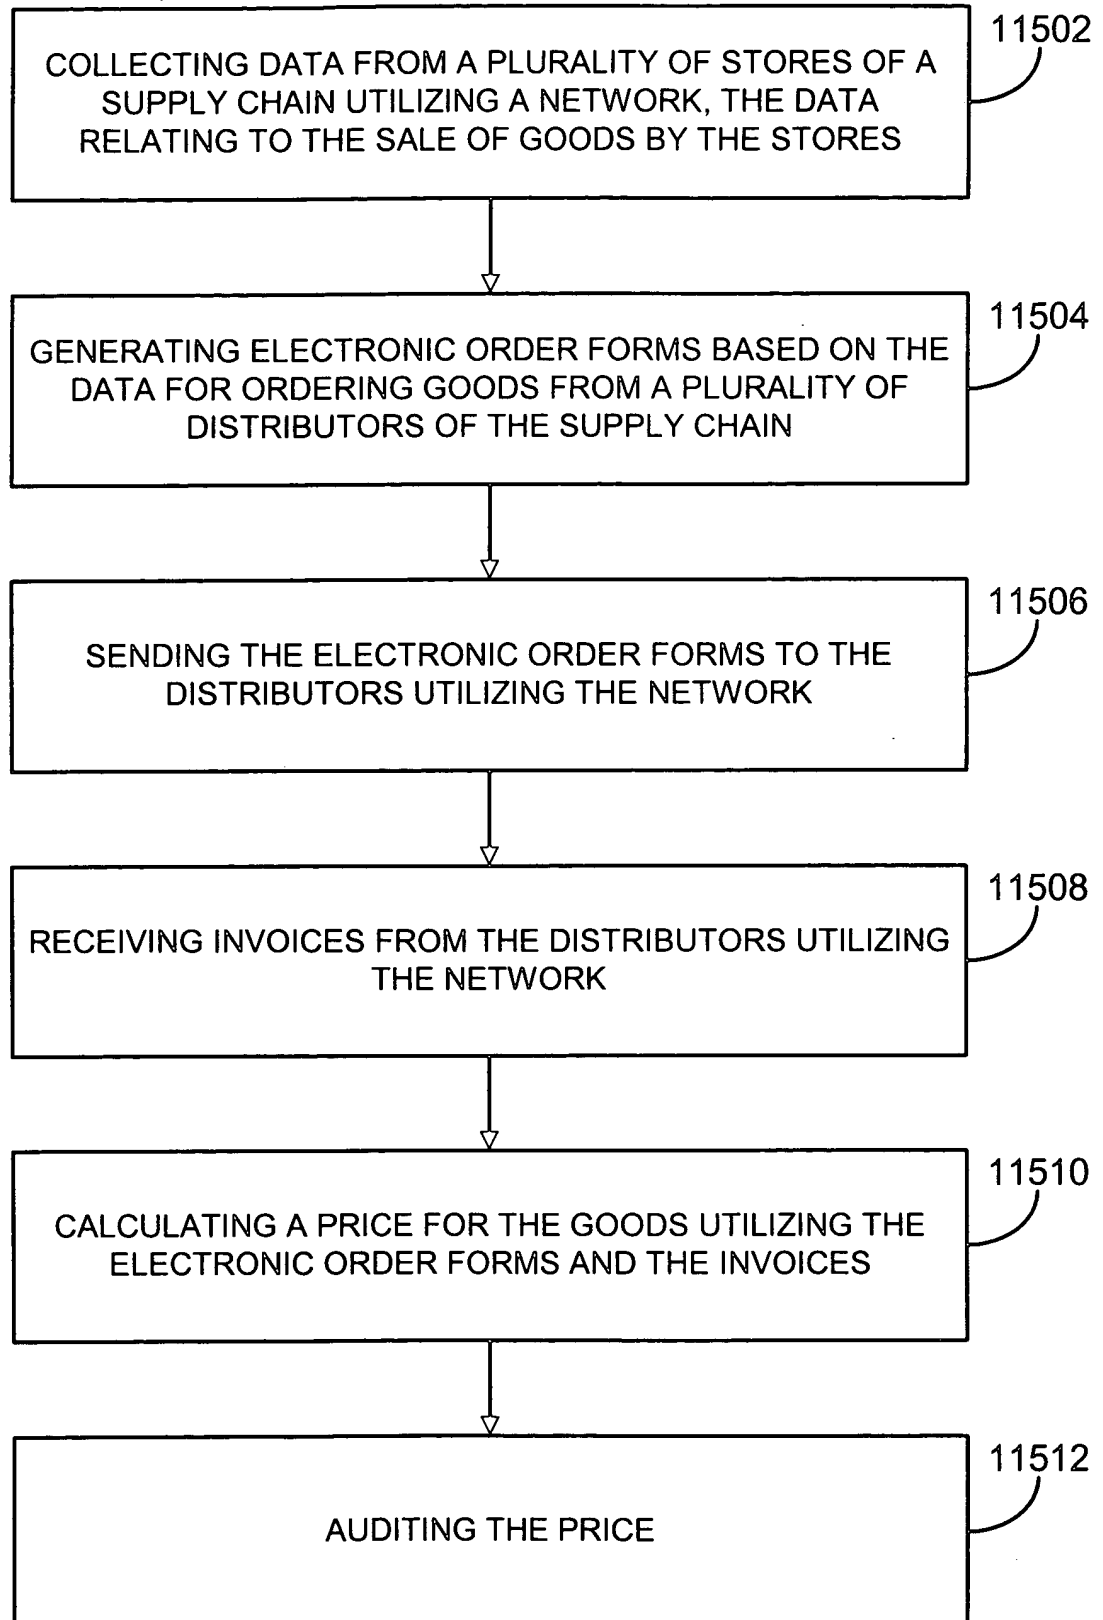 11502
COLLECTING DATA FROM A PLURALITY OF STORES OF A
SUPPLY CHAIN UTILIZING A NETWORK, THE DATA
RELATING TO THE SALE OF GOODS BY THE STORES
11504
GENERATING ELECTRONIC ORDER FORMS BASED ON THE
DATA FOR ORDERING GOODS FROM A PLURALITY OF
DISTRIBUTORS OF THE SUPPLY CHAIN
11506
SENDING THE ELECTRONIC ORDER FORMS TO THE
DISTRIBUTORS UTILIZING THE NETWORK
11508
RECEIVING INVOICES FROM THE DISTRIBUTORS UTILIZING
THE NETWORK
11510
CALCULATING A PRICE FOR THE GOODS UTILIZING THE
ELECTRONIC ORDER FORMS AND THE INVOICES
11512
AUDITING THE PRICE